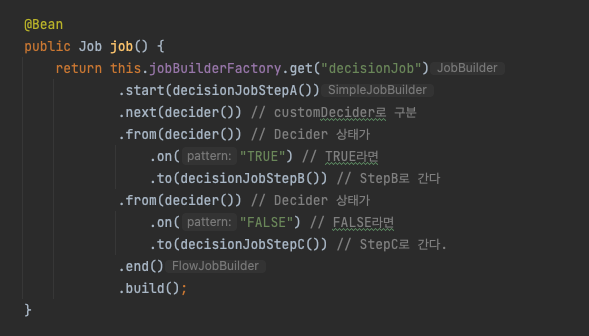 @Bean
public Job job() {
return this.jobBuilderFactory.get("decisionJob") JobBuilder
.start(decisionJobStepA()) SimpleJobBuilder
.next(decider()) // customDecider로 구분
.from(decider()) // Decider 상태가
.on( pattern: "TRUE") // TRUE라면
.to(decisionJobStepB()) // StepB로 간다
.from(decider()) // Decider 상태가
.on( pattern: "FALSE") // FALSE라면
.to(decisionJobStepC()) // StepC로 간다.
.end() FlowJobBuilder
.build();
}